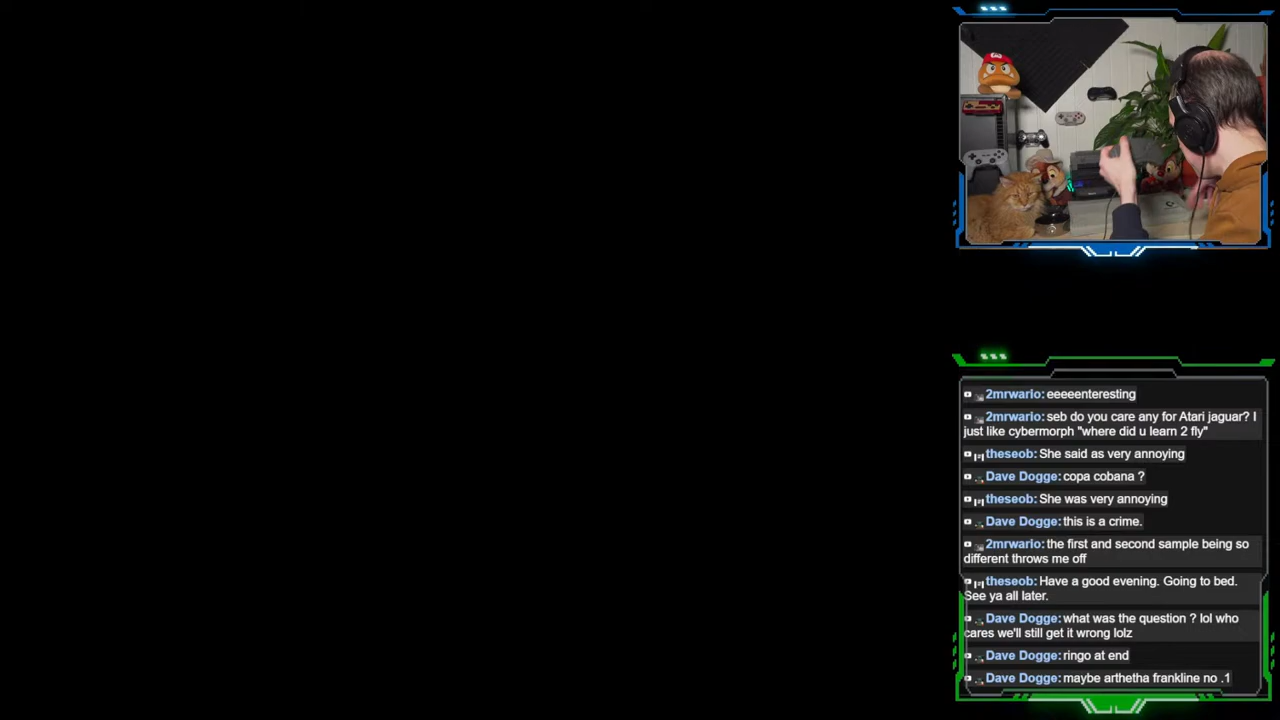 2mrwario: eeeeenteresting
2mrwario: seb do you care any for Atari jaguar? I
just like cybermorph "where did u learn 2 fly"
theseob: She said as very annoying
Dave Dogge: copa cobana ?
theseob: She was very annoying
Dave Dogge: this is a crime.
2mrwario: the first and second sample being so
different throws me off
theseob: Have a good evening. Going to bed.
See ya all later.
Dave Dogge: what was the question ? lol who
cares we'll still get it wrong lolz
Dave Dogge: ringo at end
Dave Dogge: maybe arthetha frankline no .1